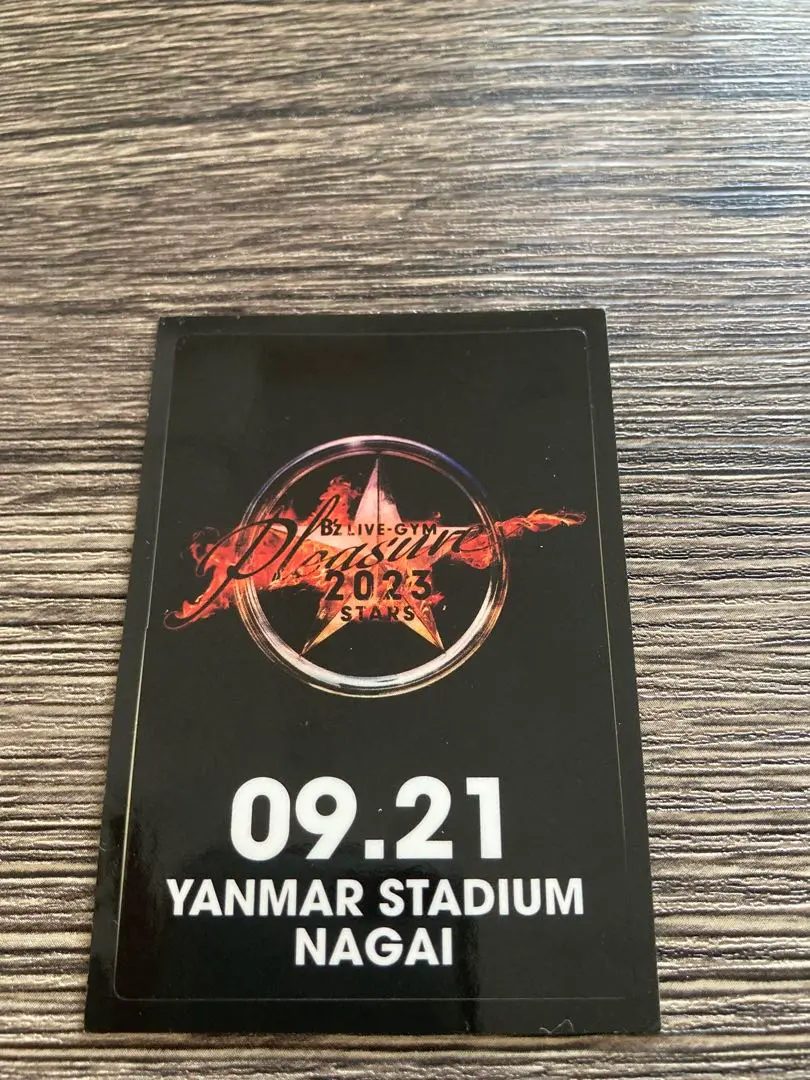 B'z LIVE-GYM
Pleasure
2023
STARS
09.21
YANMAR STADIUM
NAGAI